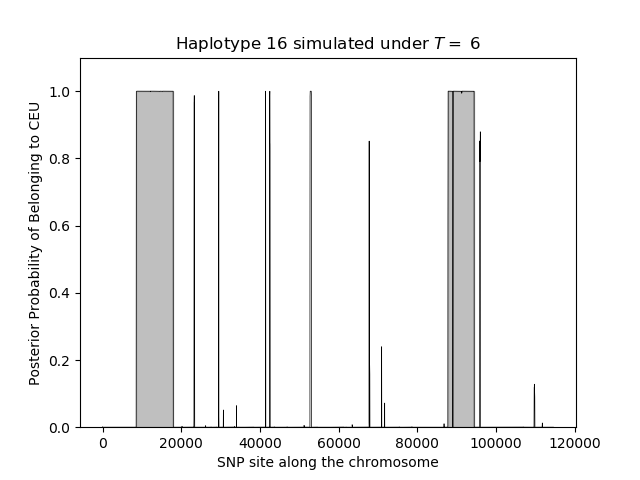 Haplotype 16 simulated under T = 6
Posterior Probability of Belonging to CEU
1.0
0.8
0.6
0.4
0.2
0.0
0 20000 40000 60000 80000 100000 120000
SNP site along the chromosome